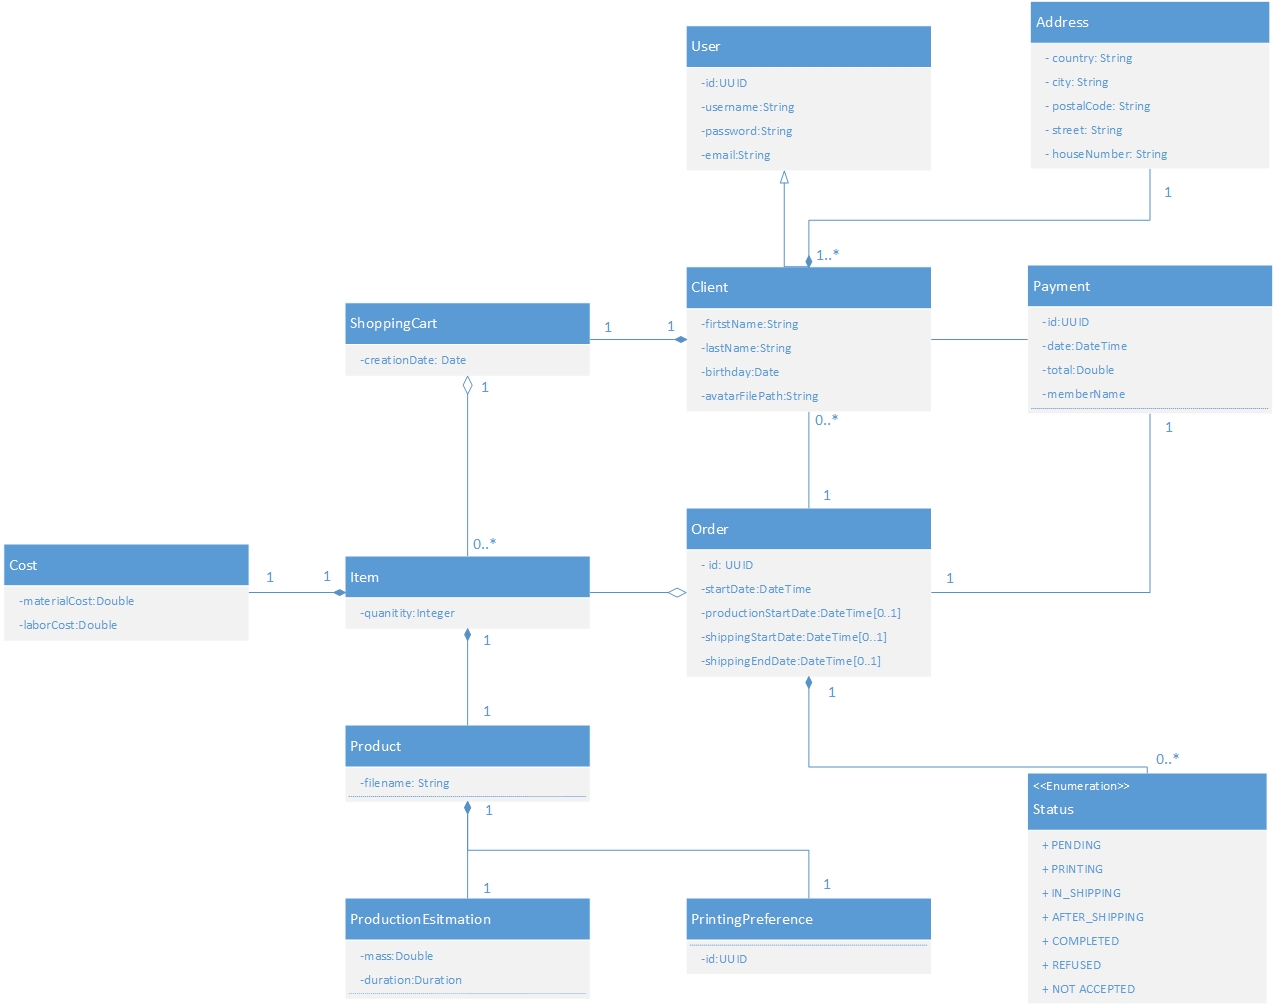 User
-id:UUID
-username:String
-password:String
-email:String
Address
- country: String
- city: String
- postalCode: String
- street: String
- houseNumber: String
1
1..*
Client
-firtstName:String
-lastName:String
-birthday:Date
-avatarFilePath:String
Payment
-id:UUID
-date:DateTime
-total:Double
-memberName
ShoppingCart
-creationDate: Date
1
1
1
0..*
1
0..*
1
Order
- id: UUID
-startDate:DateTime
-productionStartDate:DateTime[0..1]
-shippingStartDate:DateTime[0..1]
-shippingEndDate:DateTime[0..1]
1
Cost
-materialCost:Double
-laborCost:Double
1
1
Item
-quanitity:Integer
1
1
1
0..*
Product
-filename: String
1
<<Enumeration>>
Status
+ PENDING
+ PRINTING
+ IN_SHIPPING
+ AFTER_SHIPPING
+ COMPLETED
+ REFUSED
+ NOT ACCEPTED
1
1
ProductionEsitmation
-mass:Double
-duration:Duration
PrintingPreference
-id:UUID